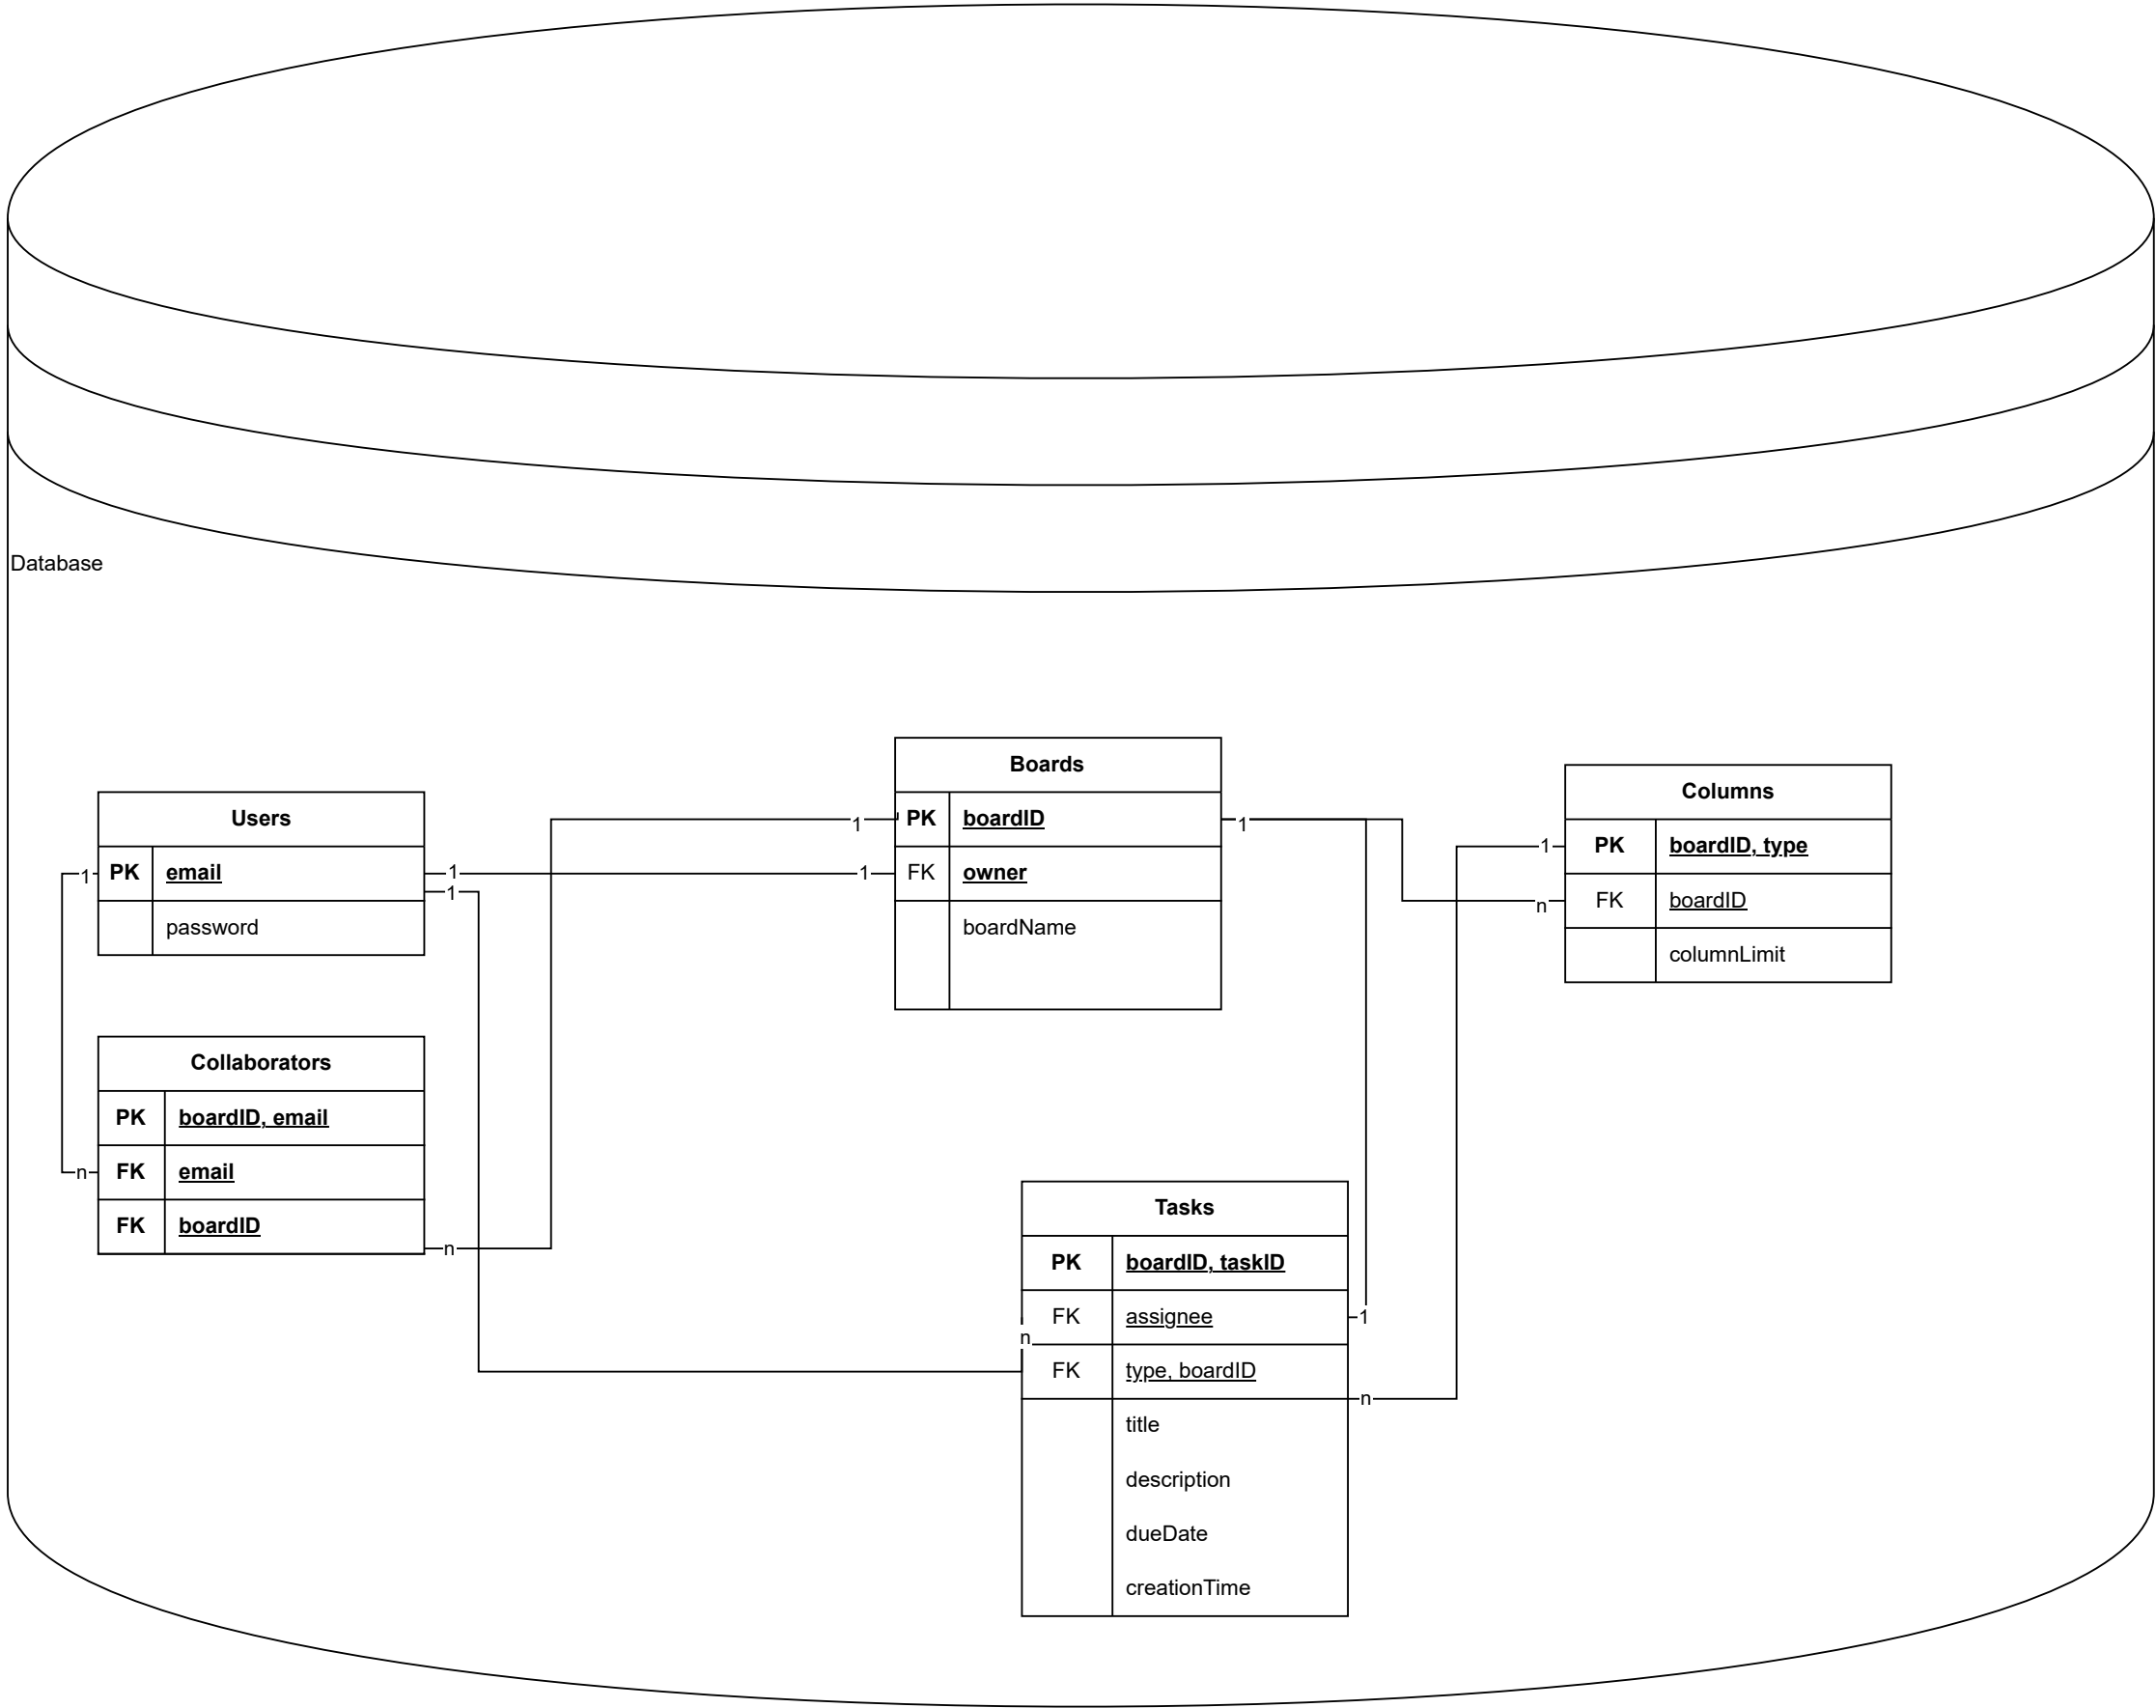 Database
Users
PK email
password
Collaborators
PK boardID, email
FK email
FK boardID
Boards
PK boardID
FK owner
boardName
Columns
PK boardID, type
FK boardID
columnLimit
Tasks
PK boardID, taskID
FK assignee
FK type, boardID
title
description
dueDate
creationTime
1
n
1
1
1
n
1
1
n
1
n
1
n